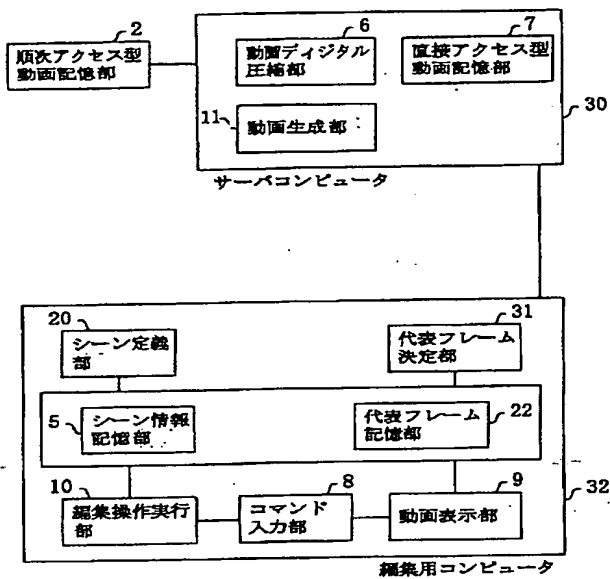 2
順次アクセス型
動画記憶部
6
動画ディジタル
圧縮部
7
直接アクセス型
動画記憶部
11
動画生成部
30
サーバコンピュータ
20
シーン定義
部
31
代表フレーム
決定部
5
シーン情報
記憶部
代表フレーム
記憶部
22
10
編集操作実行
部
8
コマンド
入力部
9
動画表示部
32
編集用コンピュータ